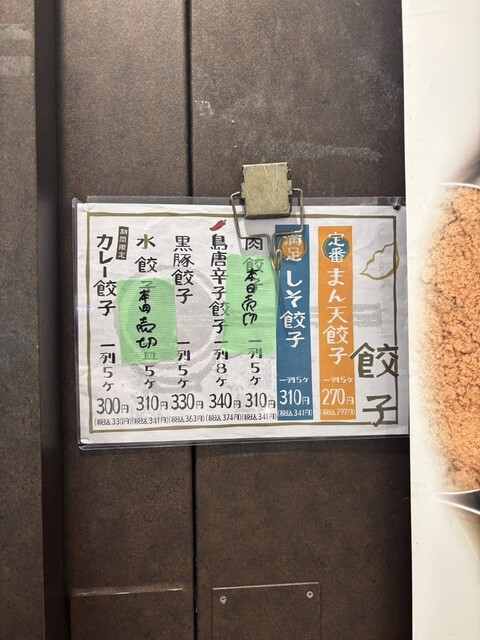 餃子
定番
まん天餃子
一列5ケ
270円
(税込297円)
満足
しそ餃子
一列5ケ
310円
(税込341円)
肉餃子
本日売切
一列5ケ
310円
(税込341円)
島唐辛子餃子
一列8ケ
340円
(税込374円)
黒豚餃子
一列5ケ
330円
(税込363円)
水餃子
本日売切
皿5ケ
310円
(税込341円)
期間限定
カレー餃子
一列5ケ
300円
(税込330円)